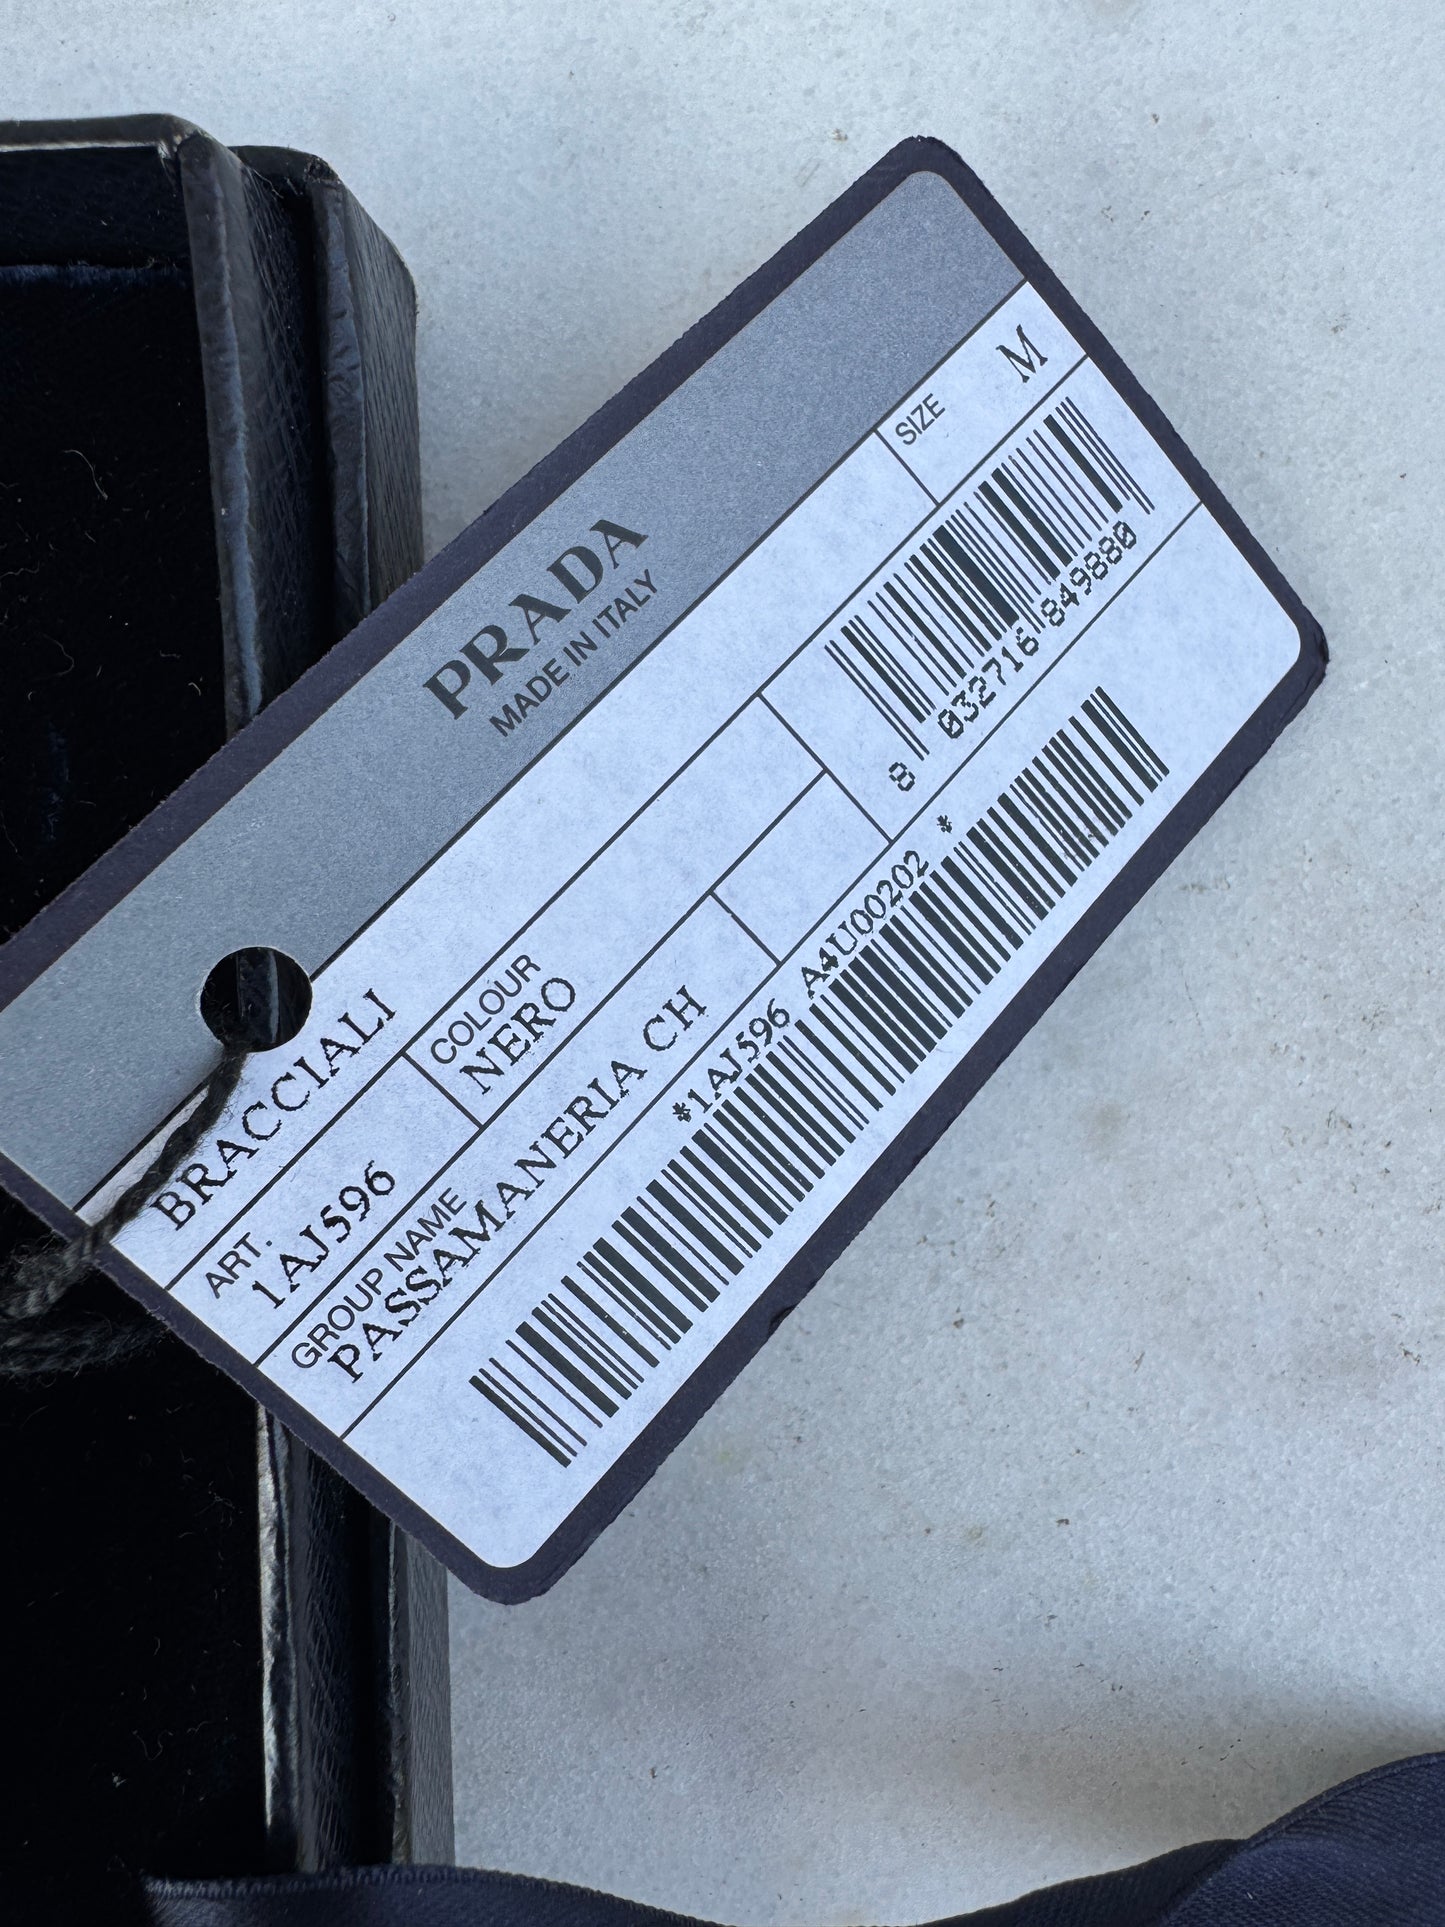 PRADA
MADE IN ITALY
BRACCIALI
SIZE
M
ART.
1AJ596
COLOUR
NERO
8 032716 849880
GROUP NAME
PASSAMANERIA CH
*1AJ596 A4U00202 *